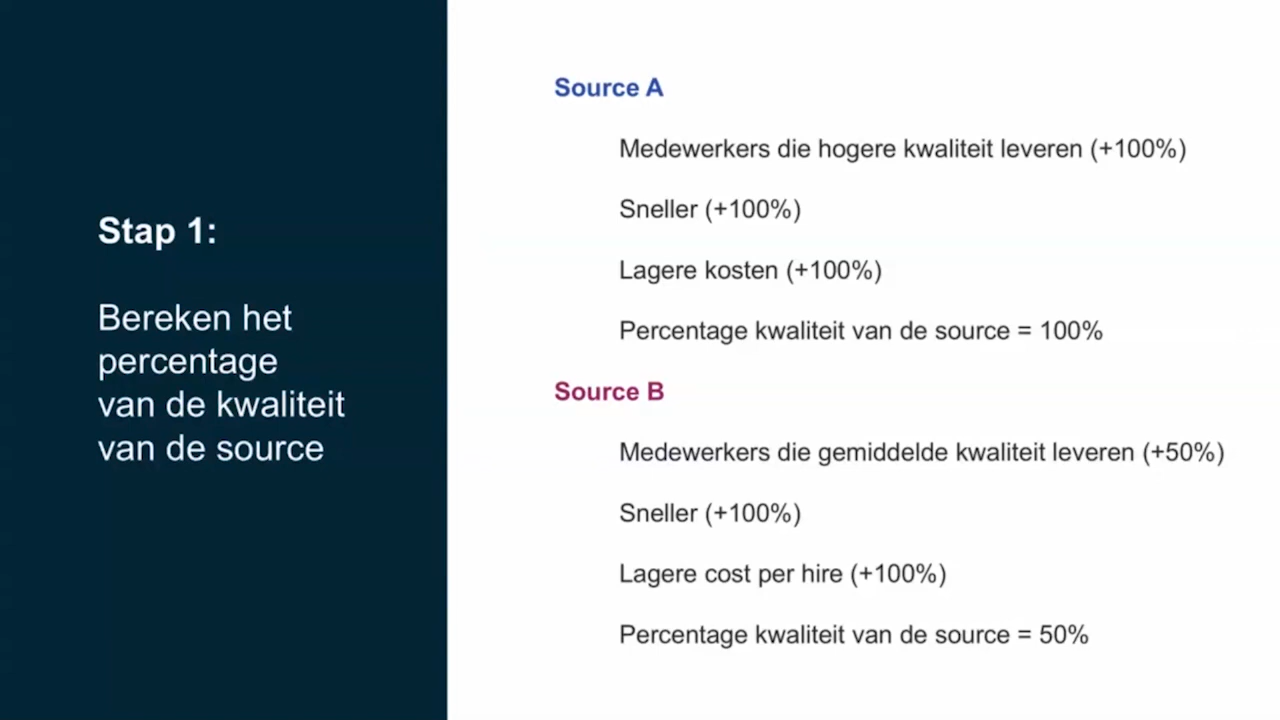 Stap 1:
Bereken het
percentage
van de kwaliteit
van de source
Source A
Medewerkers die hogere kwaliteit leveren (+100%)
Sneller (+100%)
Lagere kosten (+100%)
Percentage kwaliteit van de source = 100%
Source B
Medewerkers die gemiddelde kwaliteit leveren (+50%)
Sneller (+100%)
Lagere cost per hire (+100%)
Percentage kwaliteit van de source = 50%